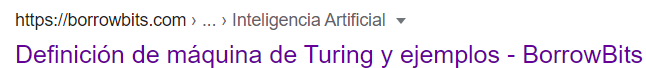 https://borrowbits.com › ... › Inteligencia Artificial
Definición de máquina de Turing y ejemplos - BorrowBits